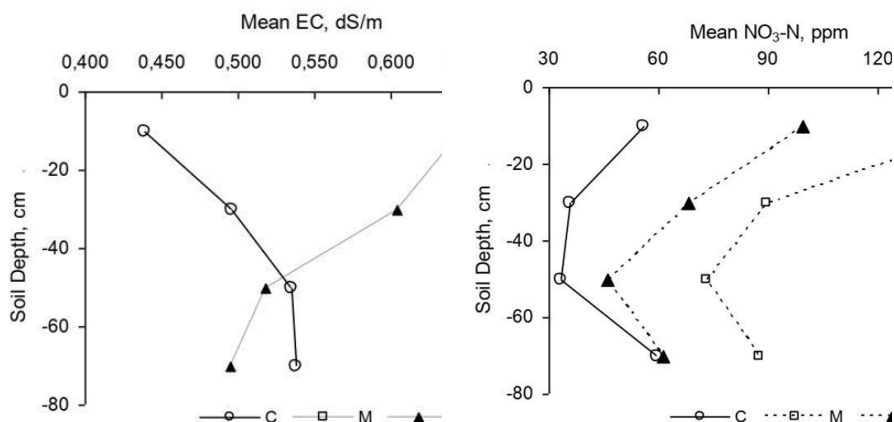 Mean EC, dS/m
0,400 0,450 0,500 0,550 0,600
0
-20
-40
-60
-80
Soil Depth, cm
C M
Mean NO₃-N, ppm
30 60 90 120
0
-20
-40
-60
-80
Soil Depth, cm
C M